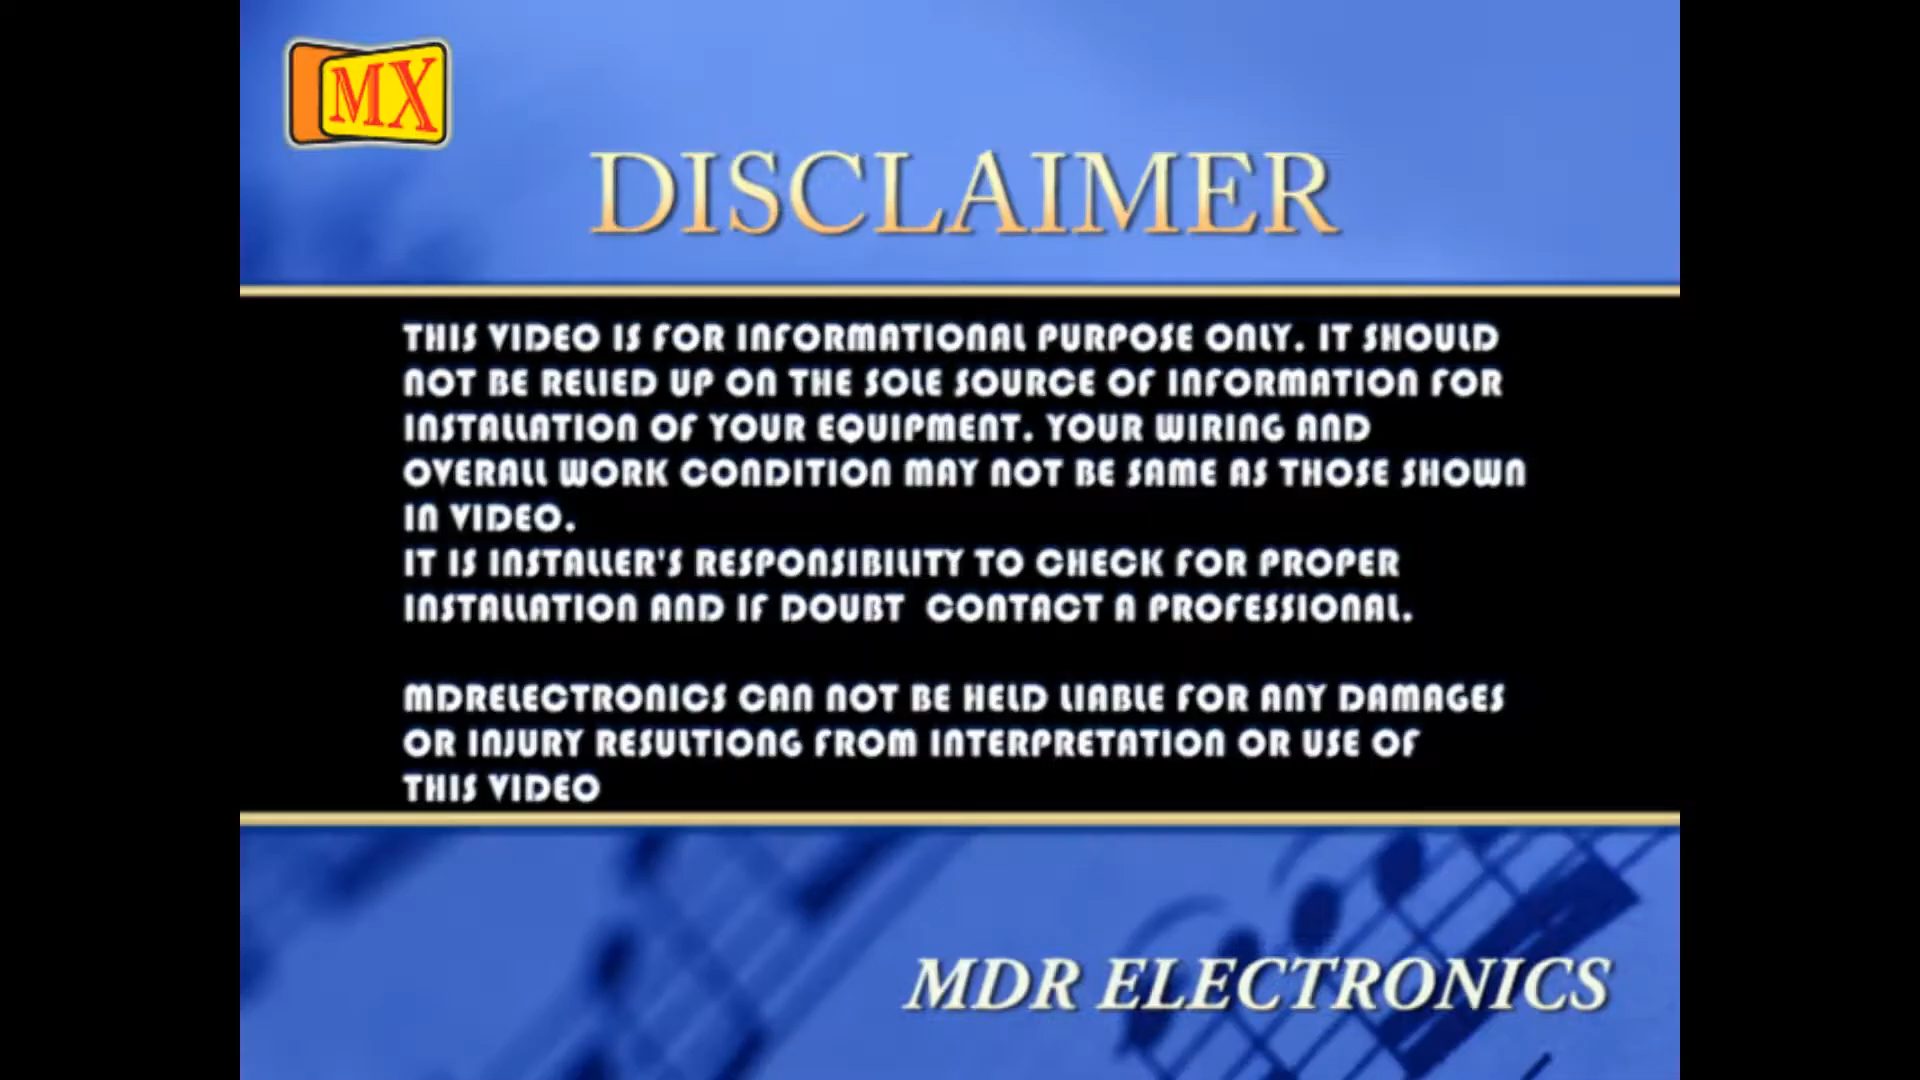 MX
DISCLAIMER
THIS VIDEO IS FOR INFORMATIONAL PURPOSE ONLY. IT SHOULD
NOT BE RELIED UP ON THE SOLE SOURCE OF INFORMATION FOR
INSTALLATION OF YOUR EQUIPMENT. YOUR WIRING AND
OVERALL WORK CONDITION MAY NOT BE SAME AS THOSE SHOWN
IN VIDEO.
IT IS INSTALLER'S RESPONSIBILITY TO CHECK FOR PROPER
INSTALLATION AND IF DOUBT CONTACT A PROFESSIONAL.
MDRELECTRONICS CAN NOT BE HELD LIABLE FOR ANY DAMAGES
OR INJURY RESULTIONG FROM INTERPRETATION OR USE OF
THIS VIDEO
MDR ELECTRONICS